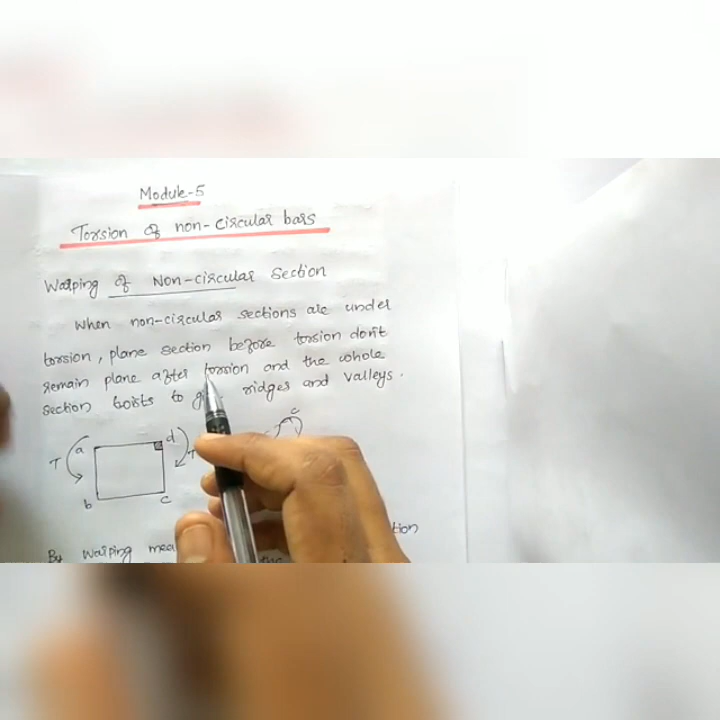 Module-5
Torsion of non-circular bars
Warping of Non-circular Section
When non-circular sections are under
torsion, plane section before torsion don't
remain plane after torsion and the whole
section twists to ridges and valleys.
a d c
T T
b c
By Warping